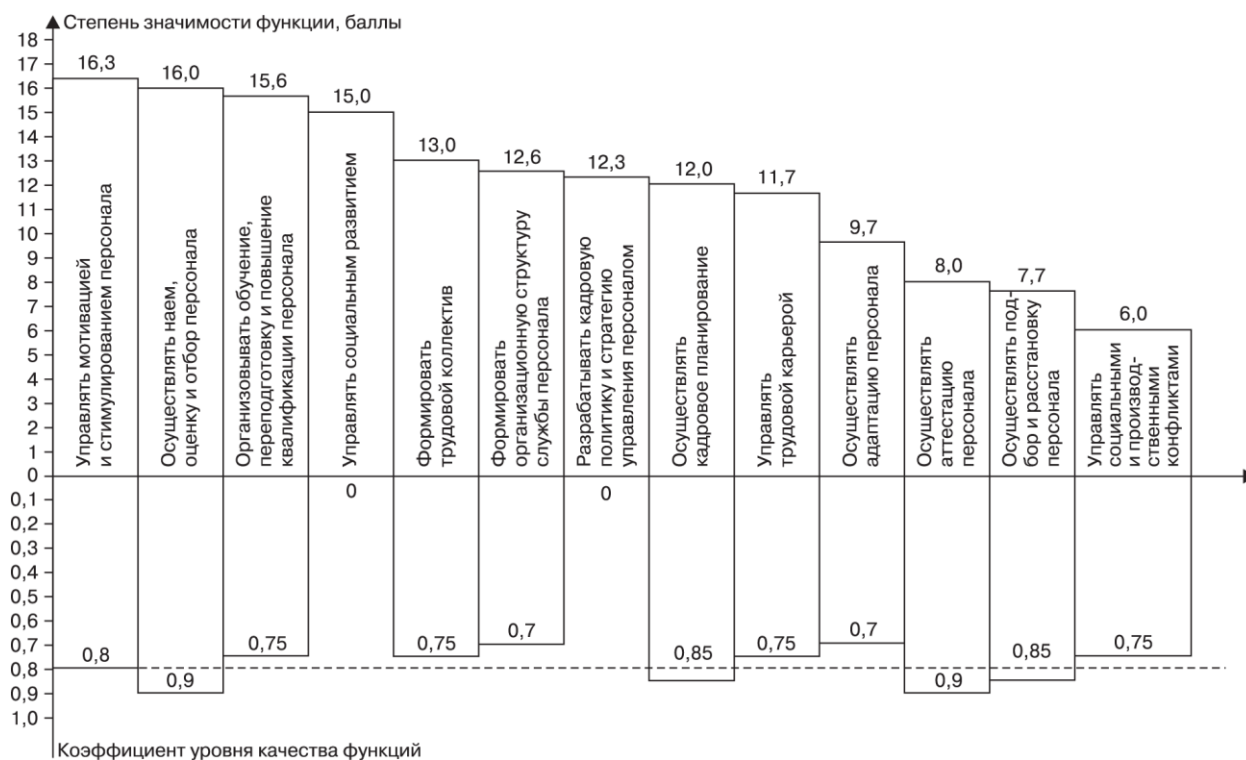 Степень значимости функции, баллы
18
17
16
15
14
13
12
11
10
9
8
7
6
5
4
3
2
1
0
0,1
0,2
0,3
0,4
0,5
0,6
0,7
0,8
0,9
1,0
16,3
16,0
15,6
15,0
13,0
12,6
12,3
12,0
11,7
9,7
8,0
7,7
6,0
Управлять мотивацией
и стимулированием персонала
Осуществлять наем,
оценку и отбор персонала
Организовывать обучение,
переподготовку и повышение
квалификации персонала
Управлять социальным развитием
Формировать
трудовой коллектив
Формировать
организационную структуру
службы персонала
Разрабатывать кадровую
политику и стратегию
управления персоналом
Осуществлять
кадровое планирование
Управлять
трудовой карьерой
Осуществлять
адаптацию персонала
Осуществлять
аттестацию
персонала
Осуществлять под-
бор и расстановку
персонала
Управлять
социальными
и производ-
ственными
конфликтами
0,8
0,9
0,75
0
0,75
0,7
0
0,85
0,75
0,7
0,9
0,85
0,75
Коэффициент уровня качества функций